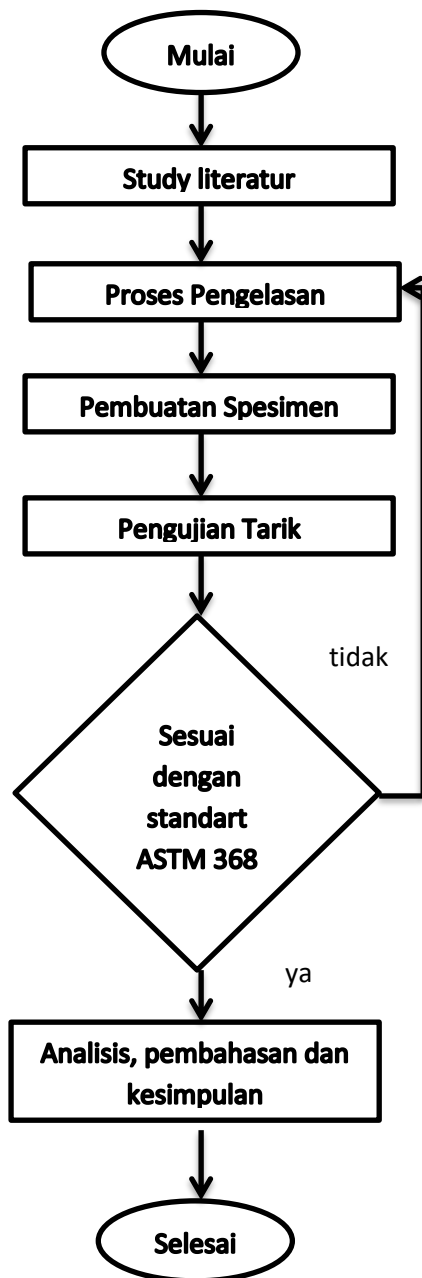 Mulai
Study literatur
Proses Pengelasan
Pembuatan Spesimen
Pengujian Tarik
tidak
Sesuai
dengan
standart
ASTM 368
ya
Analisis, pembahasan dan
kesimpulan
Selesai